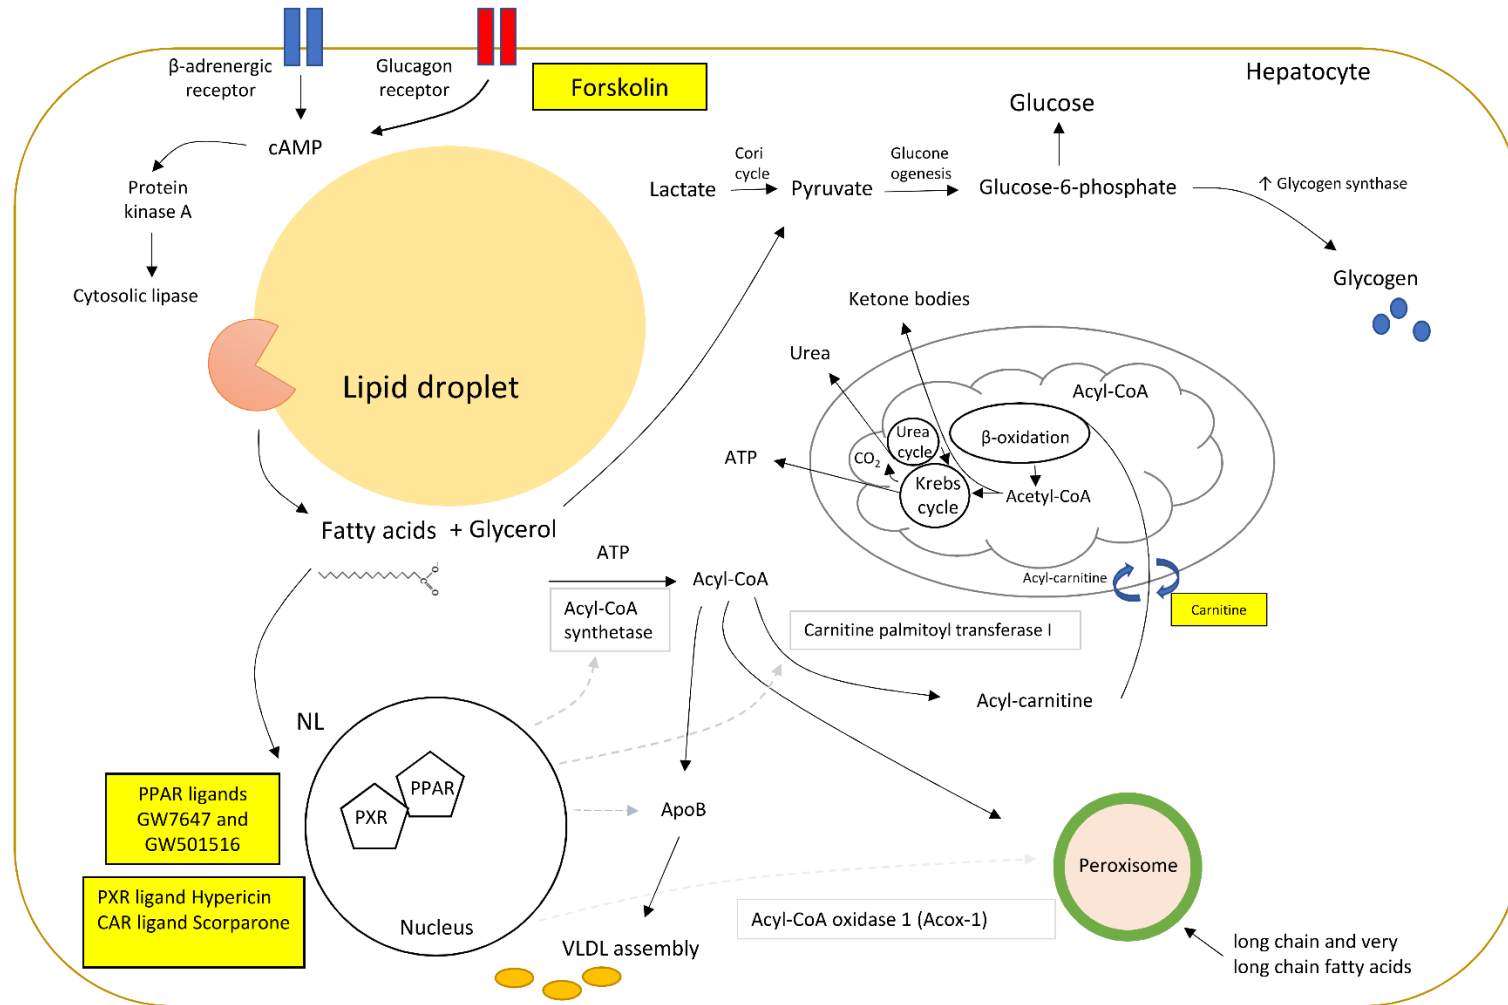 β-adrenergic
receptor
Glucagon
receptor
Forskolin
Hepatocyte
cAMP
Protein
kinase A
Cytosolic lipase
Lipid droplet
Lactate
Cori
cycle
Pyruvate
Glucone
ogenesis
Glucose
Glucose-6-phosphate
↑ Glycogen synthase
Glycogen
Ketone bodies
Urea
ATP
Acyl-CoA
β-oxidation
Urea
cycle
CO₂
Krebs
cycle
Acetyl-CoA
Acyl-carnitine
Carnitine
Fatty acids + Glycerol
C
O
O
ATP
Acyl-CoA
Acyl-CoA
synthetase
Carnitine palmitoyl transferase I
Acyl-carnitine
NL
PPAR
PXR
Nucleus
PPAR ligands
GW7647 and
GW501516
PXR ligand Hypericin
CAR ligand Scorparone
ApoB
VLDL assembly
Acyl-CoA oxidase 1 (Acox-1)
Peroxisome
long chain and very
long chain fatty acids